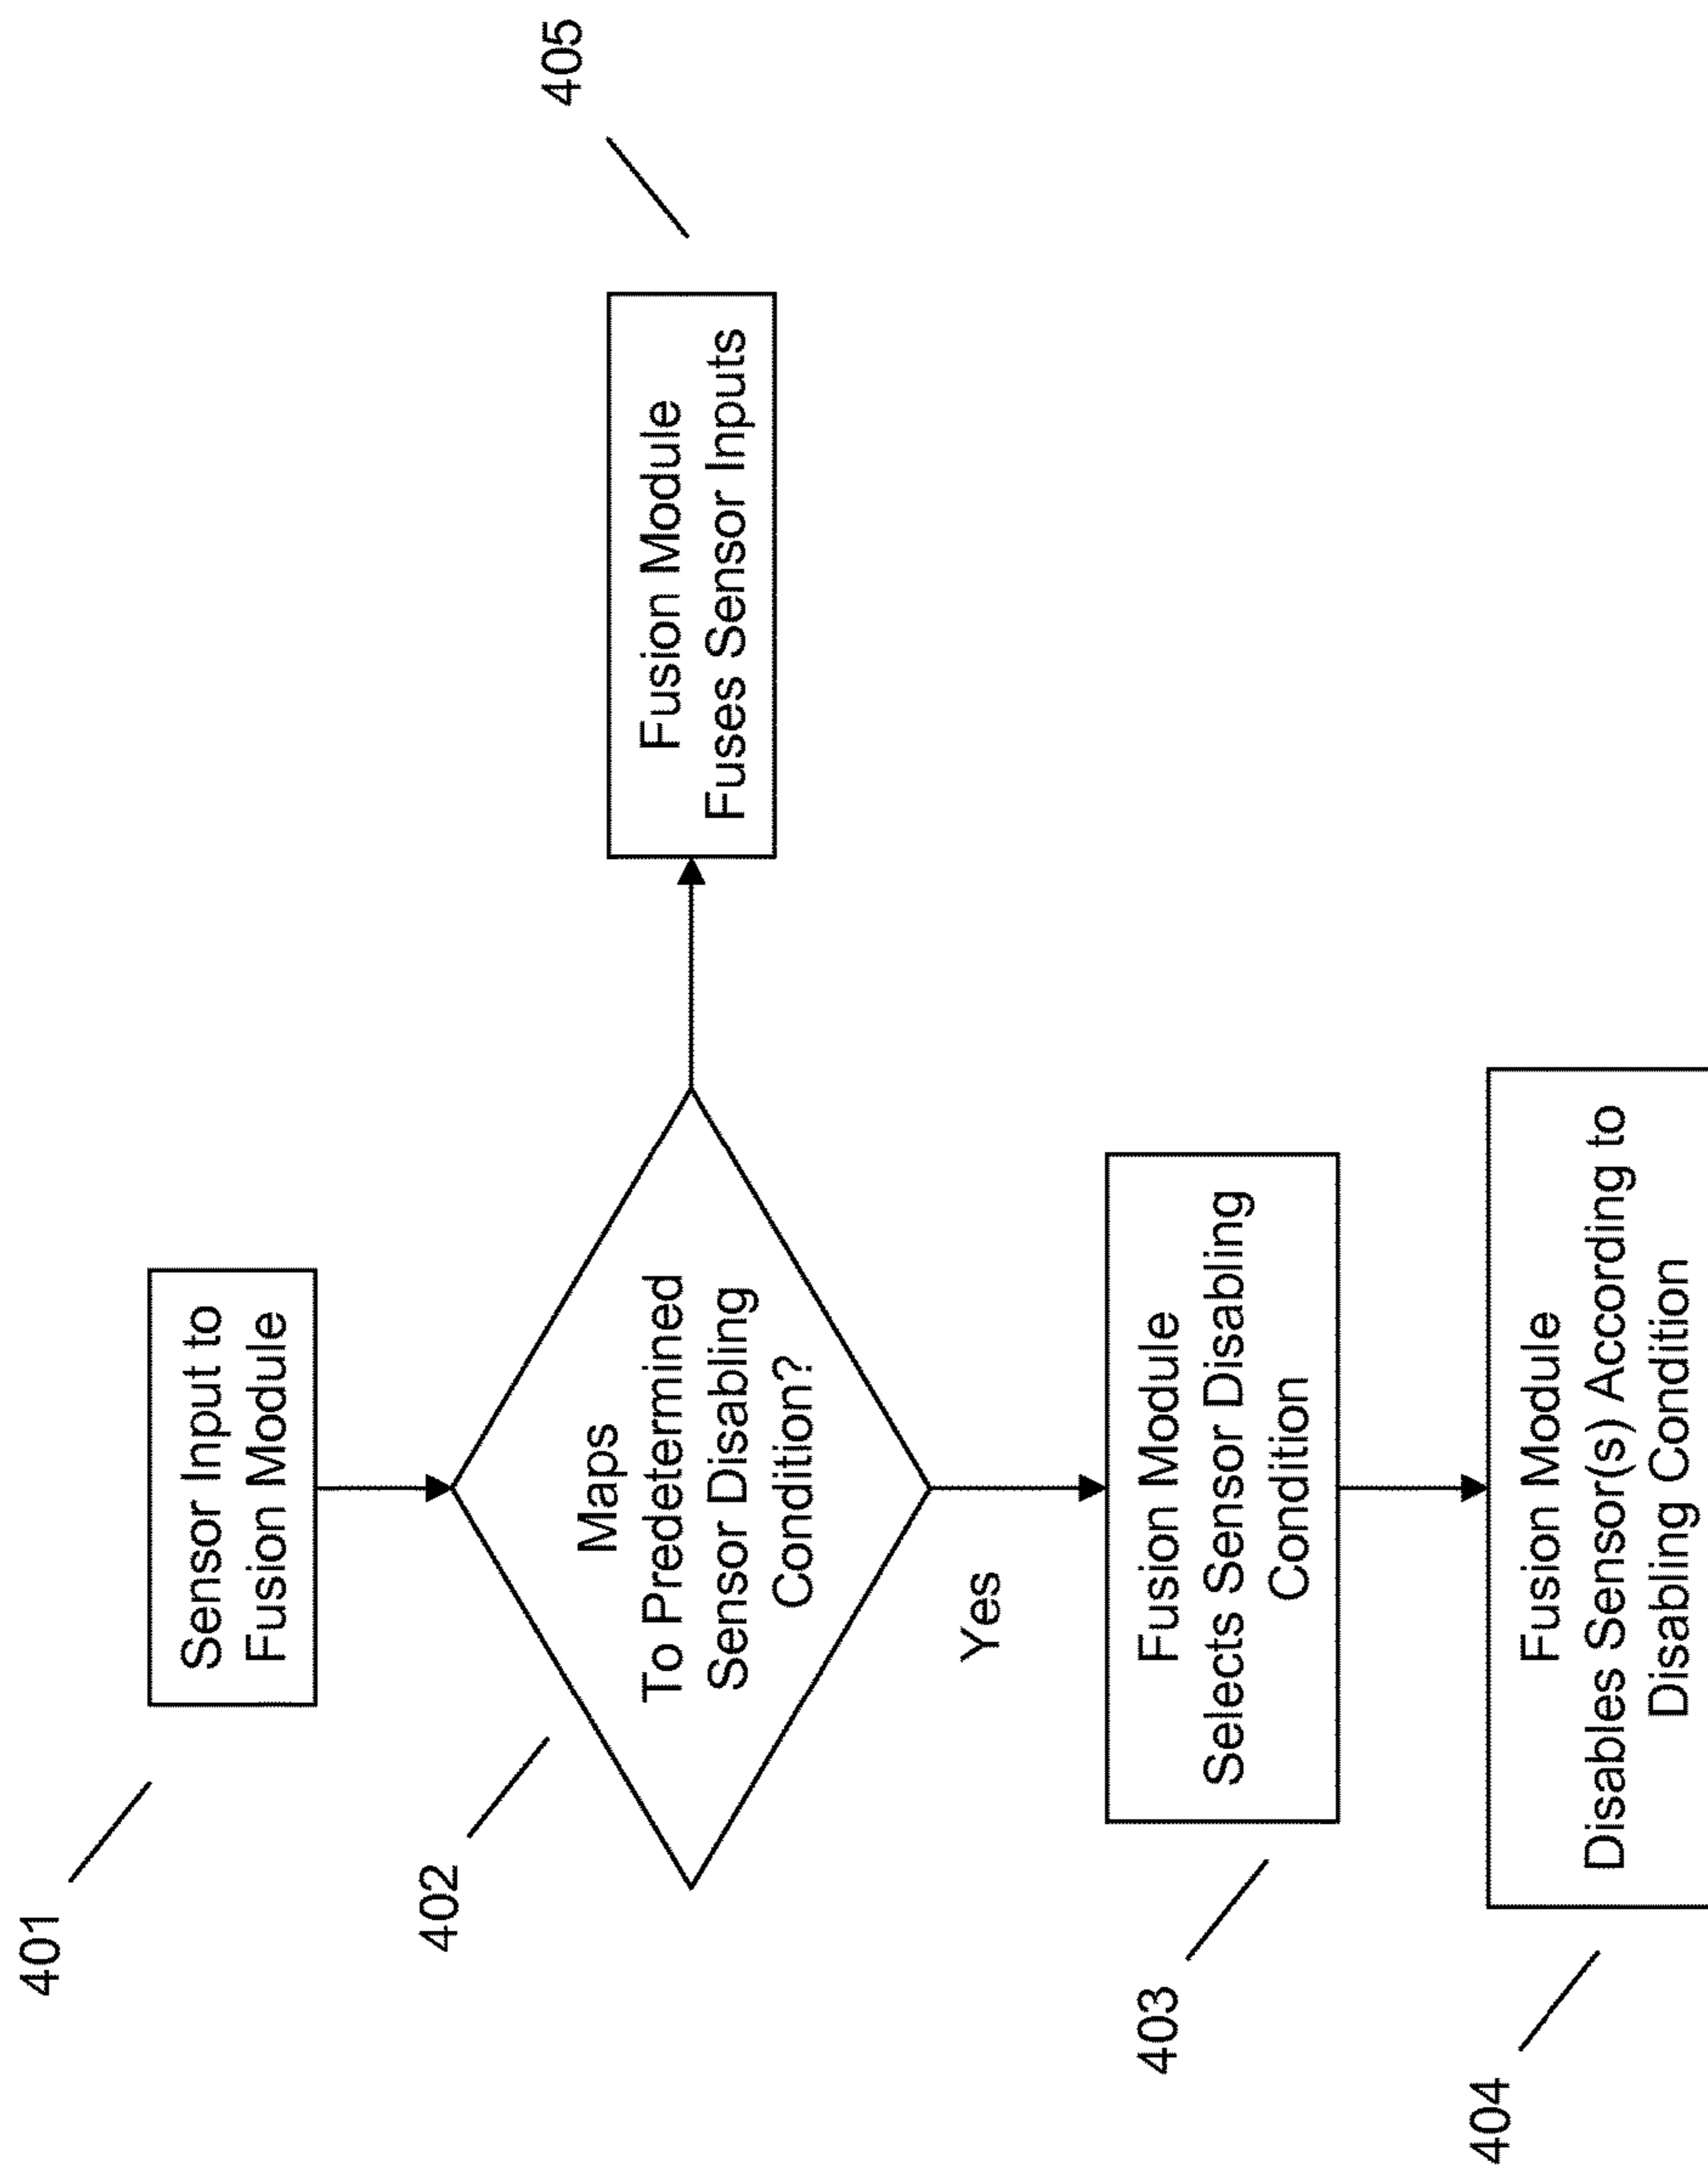 401
Sensor Input to
Fusion Module
402
Maps
To Predetermined
Sensor Disabling
Condition?
405
Fusion Module
Fuses Sensor Inputs
Yes
403
Fusion Module
Selects Sensor Disabling
Condition
404
Fusion Module
Disables Sensor(s) According to
Disabling Condition